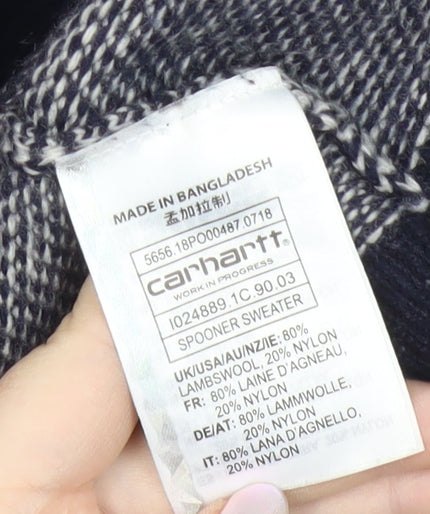 MADE IN BANGLADESH
孟加拉制
5656.18PO00487.0718
carhartt®
WORK IN PROGRESS
I024889.1C.90.03
SPOONER SWEATER
UK/USA/AU/NZ/IE: 80%
LAMBSWOOL, 20% NYLON
FR: 80% LAINE D'AGNEAU,
20% NYLON
DE/AT: 80% LAMMWOLLE,
20% NYLON
IT: 80% LANA D'AGNELLO,
20% NYLON